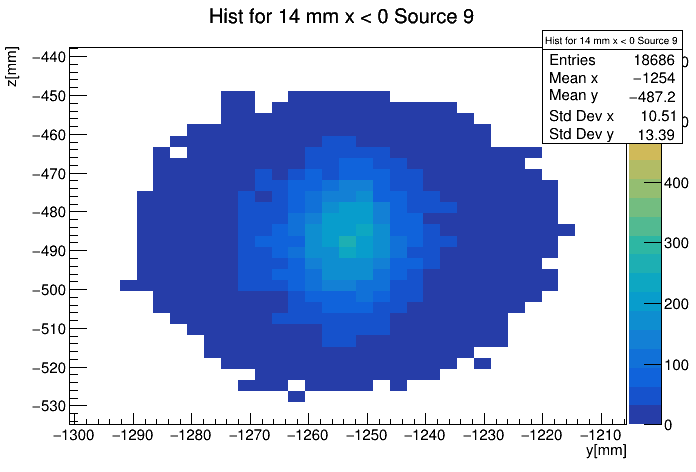 Hist for 14 mm x < 0 Source 9
z[mm]
−440
−450
−460
−470
−480
−490
−500
−510
−520
−530
−1300 −1290 −1280 −1270 −1260 −1250 −1240 −1230 −1220 −1210
y[mm]
Hist for 14 mm x < 0 Source 9
Entries 18686
Mean x −1254
Mean y −487.2
Std Dev x 10.51
Std Dev y 13.39
0
0
400
300
200
100
0